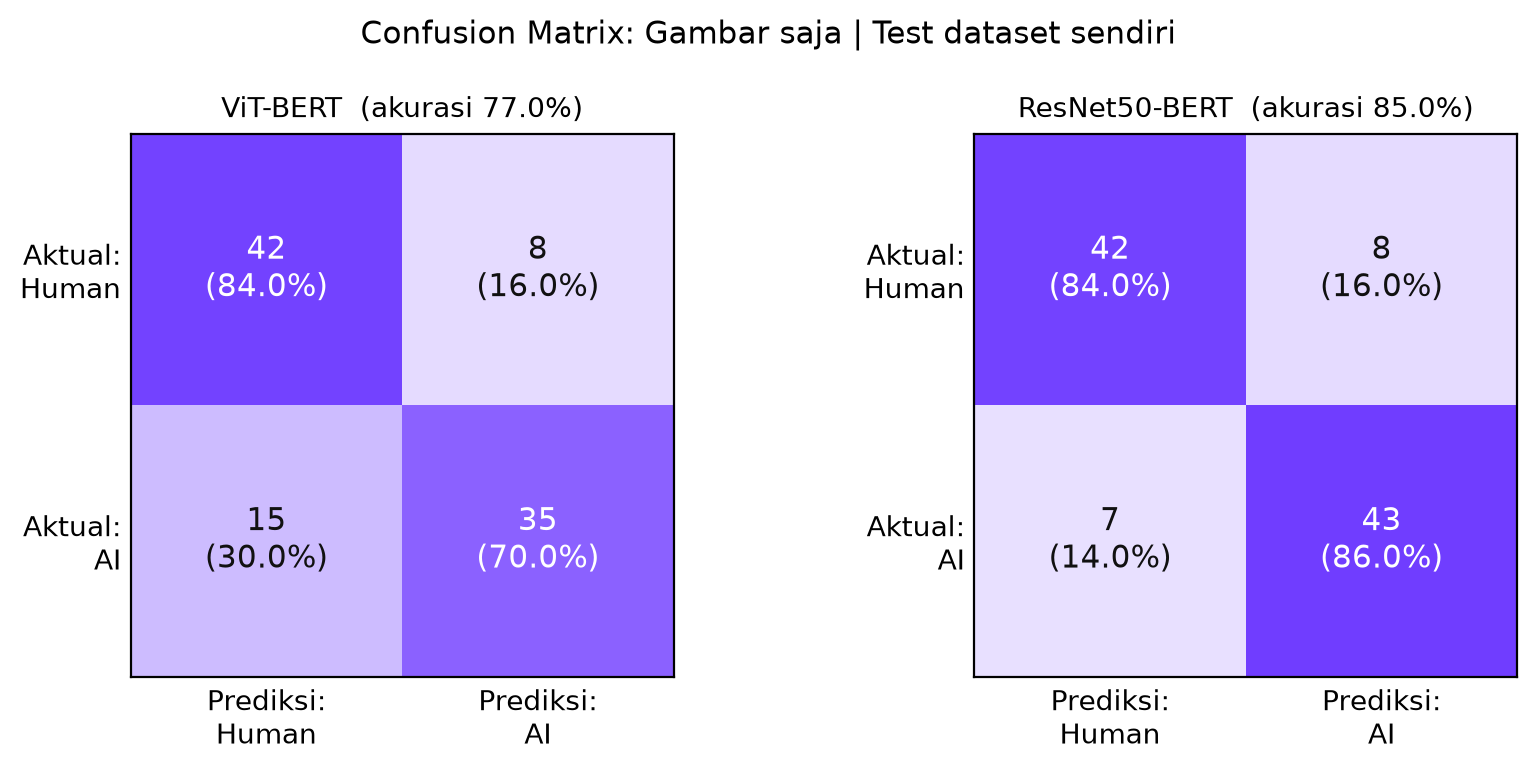 Confusion Matrix: Gambar saja | Test dataset sendiri
ViT-BERT  (akurasi 77.0%)
Aktual:
Human
42
(84.0%)
8
(16.0%)
Aktual:
AI
15
(30.0%)
35
(70.0%)
Prediksi:
Human
Prediksi:
AI
ResNet50-BERT  (akurasi 85.0%)
Aktual:
Human
42
(84.0%)
8
(16.0%)
Aktual:
AI
7
(14.0%)
43
(86.0%)
Prediksi:
Human
Prediksi:
AI